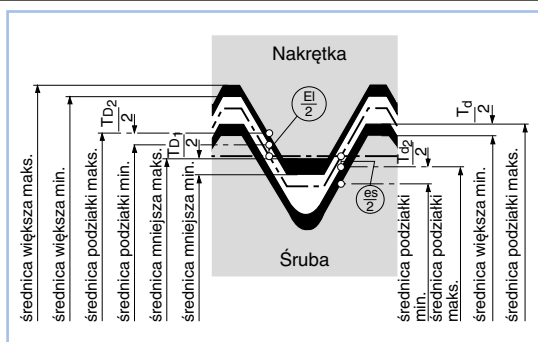 Nakrętka
EI
2
TD2
2
TD1
2
Td
2
Td2
2
es
2
Śruba
średnica większa maks.
średnica większa min.
średnica podziałki maks.
średnica podziałki min.
średnica mniejsza maks.
średnica mniejsza min.
średnica podziałki
min.
średnica podziałki
maks.
średnica większa min.
średnica podziałki maks.